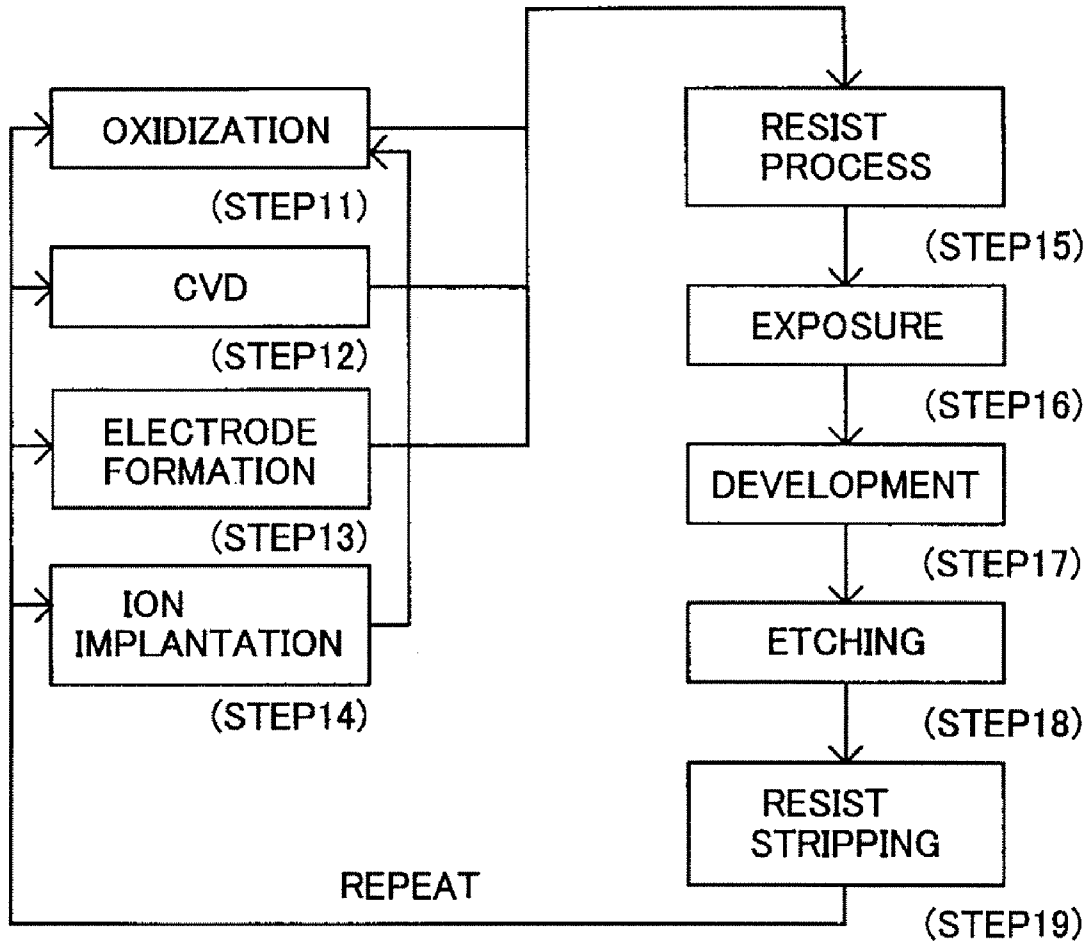 OXIDIZATION
(STEP11)
CVD
(STEP12)
ELECTRODE
FORMATION
(STEP13)
ION
IMPLANTATION
(STEP14)
RESIST
PROCESS
(STEP15)
EXPOSURE
(STEP16)
DEVELOPMENT
(STEP17)
ETCHING
(STEP18)
RESIST
STRIPPING
(STEP19)
REPEAT